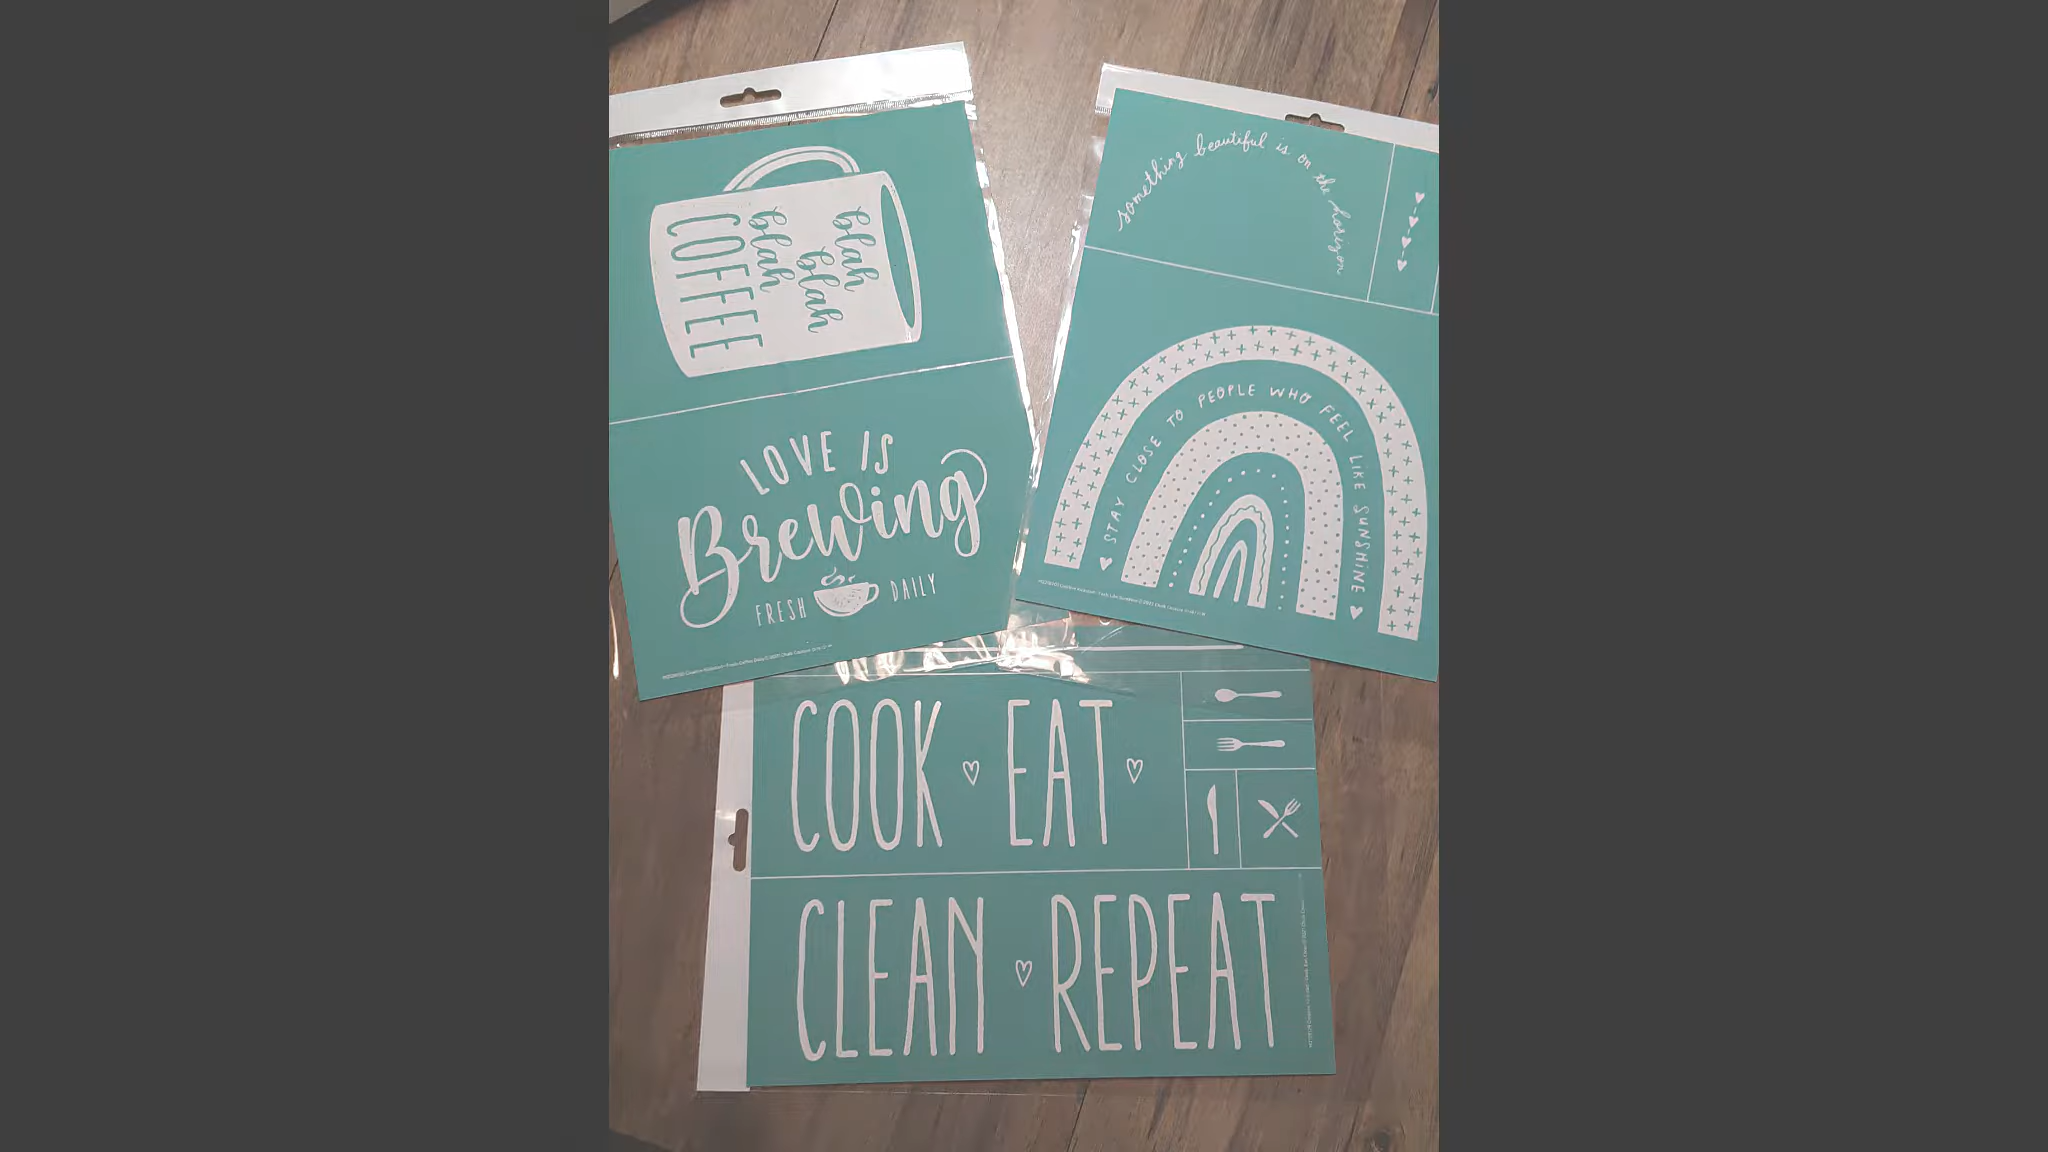 blah
blah
blah
COFFEE
LOVE IS
Brewing
FRESH DAILY
something beautiful is on the horizon
STAY CLOSE TO PEOPLE WHO FEEL LIKE SUNSHINE
COOK EAT
CLEAN REPEAT